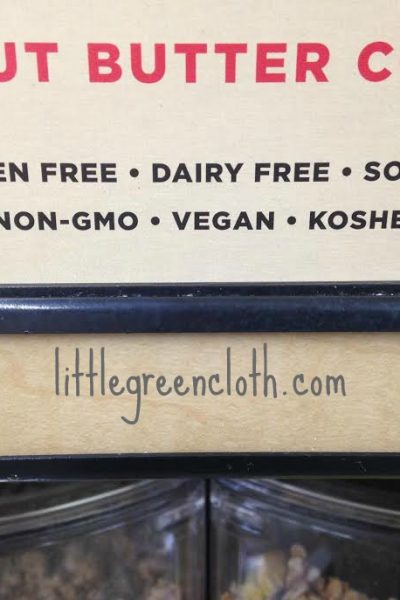 UT BUTTER C
EN FREE • DAIRY FREE • SO
NON-GMO • VEGAN • KOSHE
littlegreencloth.com